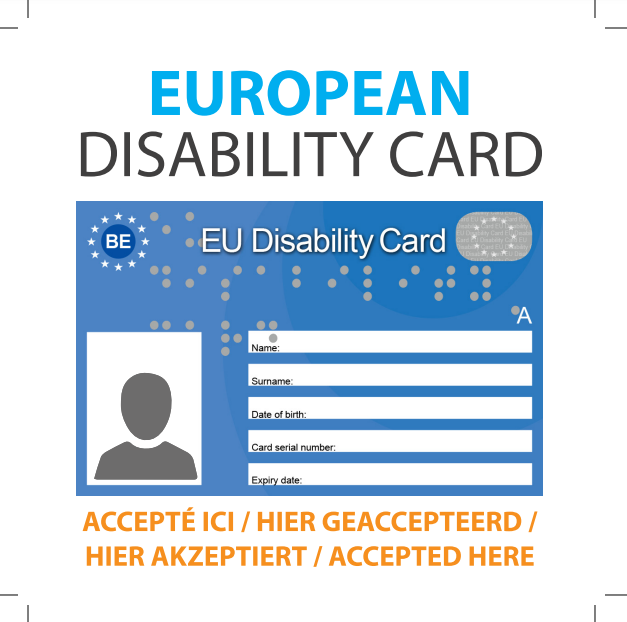 EUROPEAN
DISABILITY CARD
BE
EU Disability Card
A
Name:
Surname:
Date of birth:
Card serial number:
Expiry date:
ACCEPTÉ ICI / HIER GEACCEPTEERD /
HIER AKZEPTIERT / ACCEPTED HERE